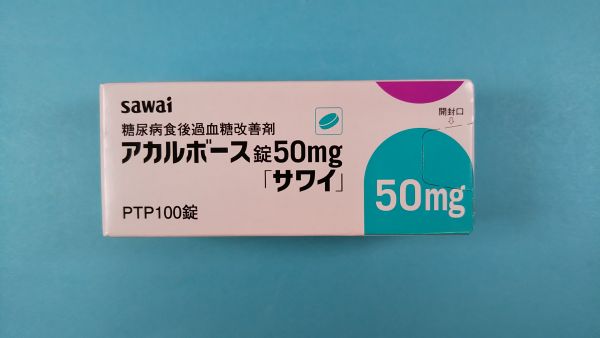 sawai
糖尿病食後過血糖改善剤
アカルボース錠50mg
「サワイ」
PTP100錠
開封口
⇩
50mg